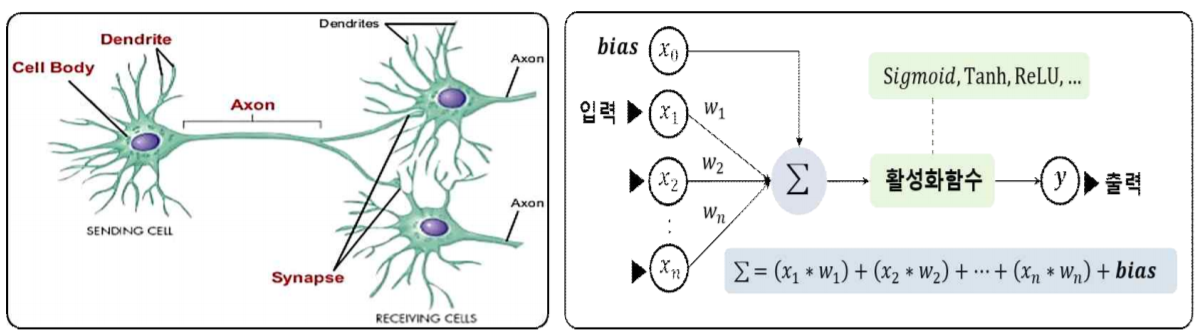 Dendrites
Dendrite
Cell Body
Axon
Axon
SENDING CELL
Axon
Synapse
RECEIVING CELLS
bias x₀
Sigmoid, Tanh, ReLU, ...
입력 x₁ w₁
x₂ w₂
∑ 활성화함수 y 출력
wₙ
⋮
xₙ
∑ = (x₁ * w₁) + (x₂ * w₂) + ⋯ + (xₙ * wₙ) + bias